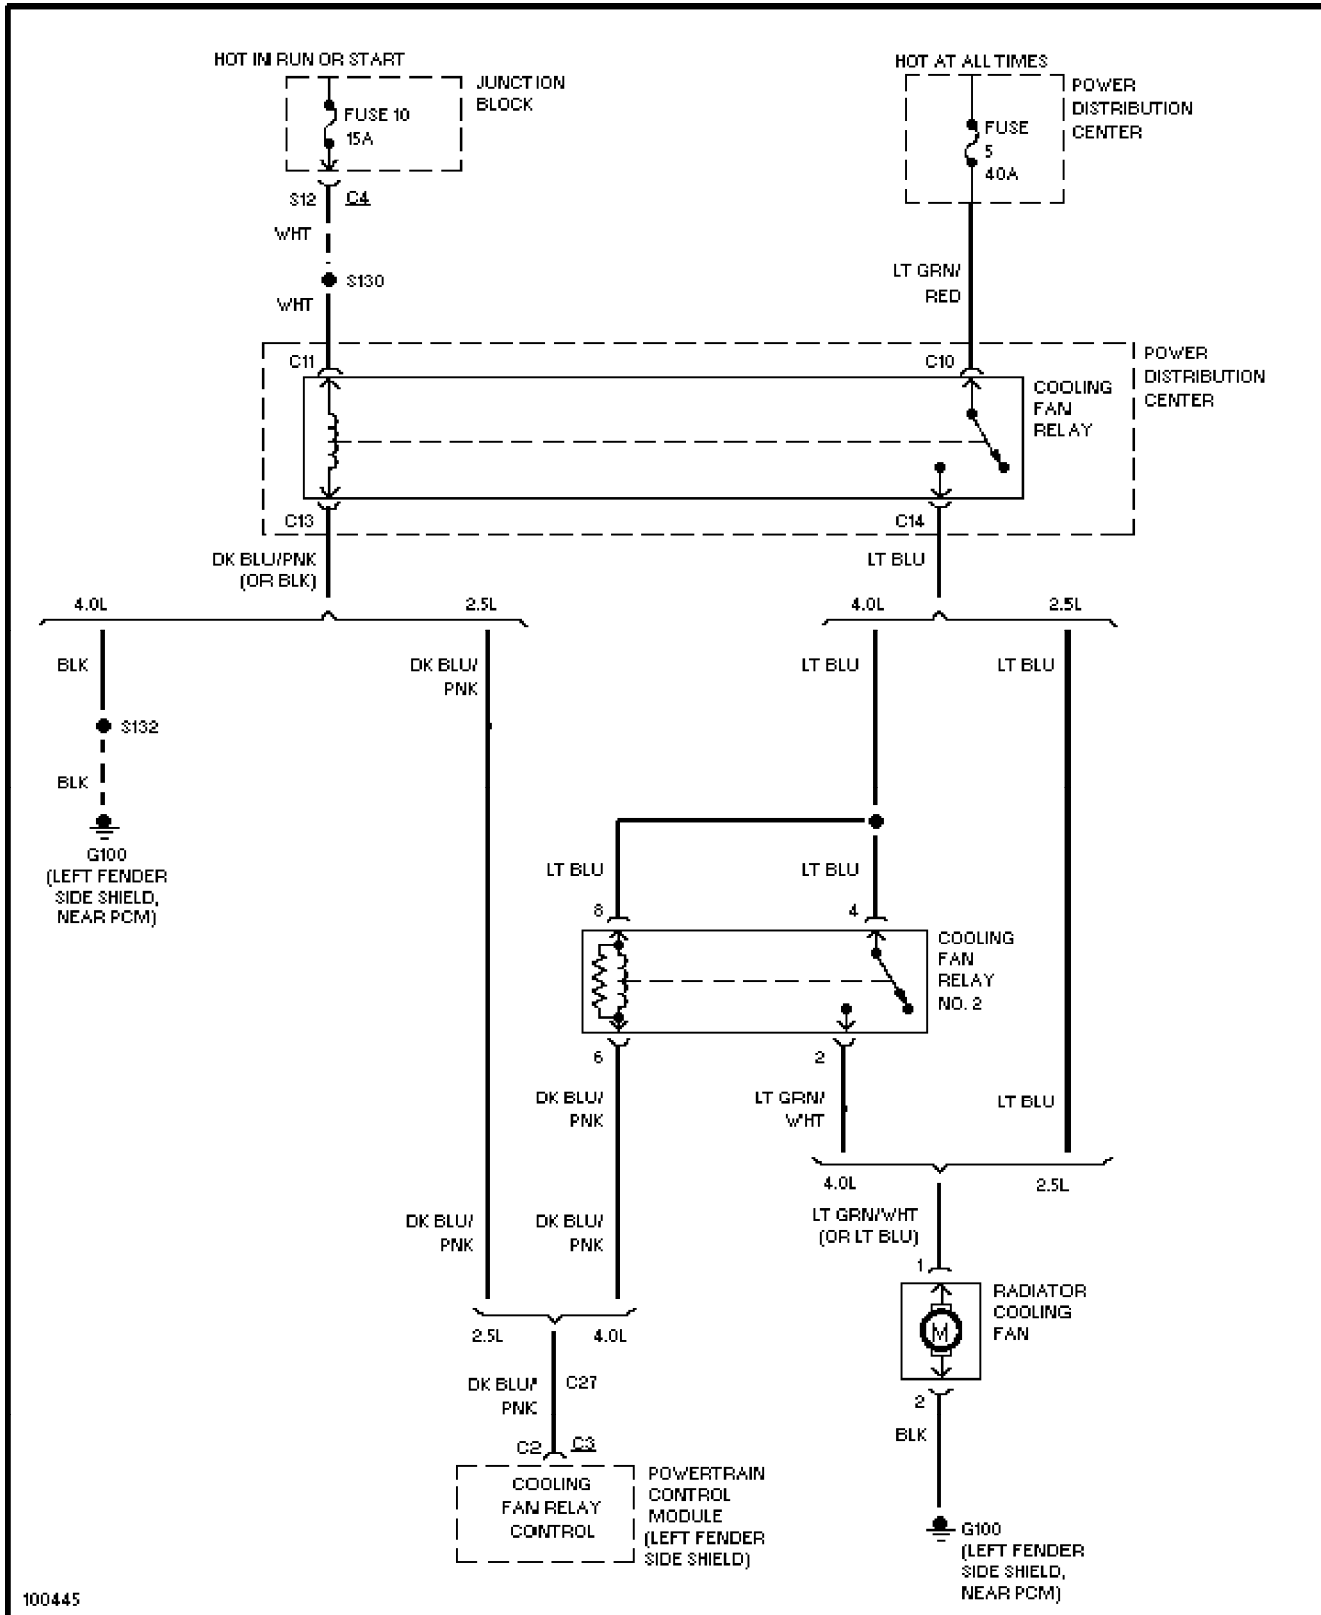 HOT IN RUN OR START
JUNCTION
BLOCK
FUSE 10
15A
S12 C4
WHT
S130
WHT
HOT AT ALL TIMES
POWER
DISTRIBUTION
CENTER
FUSE
5
40A
LT GRN/
RED
C11
C10
POWER
DISTRIBUTION
CENTER
COOLING
FAN
RELAY
C13
C14
DK BLU/PNK
(OR BLK)
LT BLU
4.0L
2.5L
4.0L
2.5L
BLK
DK BLU/
PNK
LT BLU
LT BLU
S132
BLK
G100
(LEFT FENDER
SIDE SHIELD,
NEAR PCM)
LT BLU
LT BLU
8
4
COOLING
FAN
RELAY
NO. 2
6
2
DK BLU/
PNK
LT GRN/
WHT
LT BLU
4.0L
2.5L
DK BLU/
PNK
DK BLU/
PNK
LT GRN/WHT
(OR LT BLU)
1
RADIATOR
COOLING
FAN
M
2
BLK
2.5L
4.0L
DK BLU/
PNK
C27
C2 C3
COOLING
FAN RELAY
CONTROL
POWERTRAIN
CONTROL
MODULE
(LEFT FENDER
SIDE SHIELD)
G100
(LEFT FENDER
SIDE SHIELD,
NEAR PCM)
100445